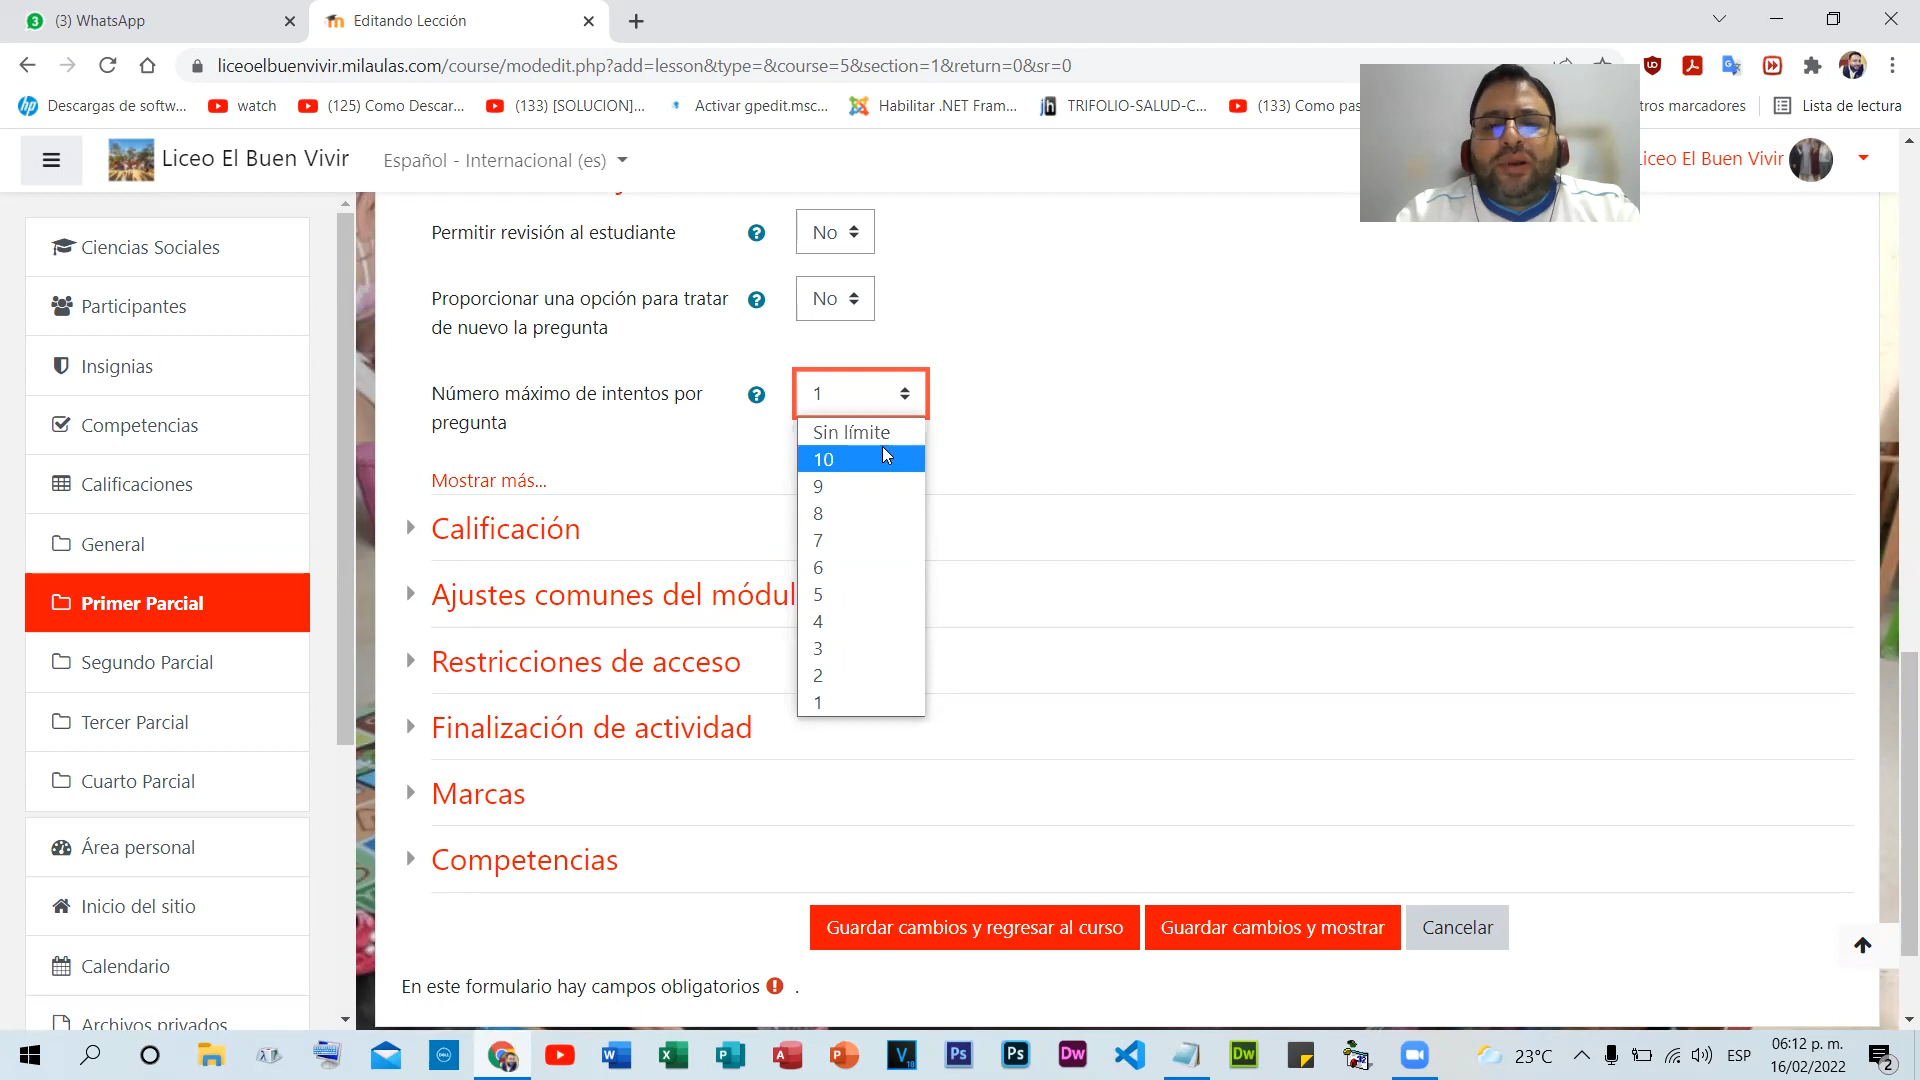 (3) WhatsApp
Editando Lección
liceoelbuenvivir.milaulas.com/course/modedit.php?add=lesson&type=&course=5&section=1&return=0&sr=0
Descargas de softw...
watch
(125) Como Descar...
(133) [SOLUCION]...
Activar gpedit.msc...
Habilitar .NET Fram...
TRIFOLIO-SALUD-C...
(133) Como pas
tros marcadores
Lista de lectura
Liceo El Buen Vivir
Español - Internacional (es)
Liceo El Buen Vivir
Ciencias Sociales
Participantes
Insignias
Competencias
Calificaciones
General
Primer Parcial
Segundo Parcial
Tercer Parcial
Cuarto Parcial
Área personal
Inicio del sitio
Calendario
Archivos privados
Permitir revisión al estudiante
No
Proporcionar una opción para tratar
de nuevo la pregunta
No
Número máximo de intentos por
pregunta
1
Sin límite
10
9
8
7
6
5
4
3
2
1
Mostrar más...
Calificación
Ajustes comunes del módul
Restricciones de acceso
Finalización de actividad
Marcas
Competencias
Guardar cambios y regresar al curso
Guardar cambios y mostrar
Cancelar
En este formulario hay campos obligatorios
.
23°C
ESP
06:12 p. m.
16/02/2022
2